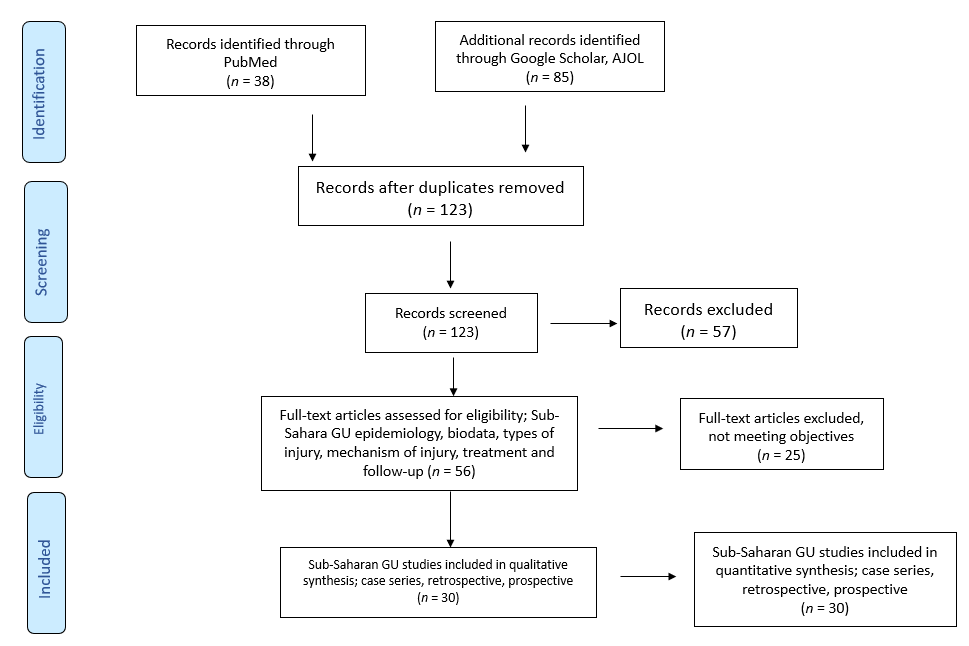 Identification
Records identified through
PubMed
(n = 38)
Additional records identified
through Google Scholar, AJOL
(n = 85)
Records after duplicates removed
(n = 123)
Screening
Records screened
(n = 123)
Records excluded
(n = 57)
Eligibility
Full-text articles assessed for eligibility; Sub-
Sahara GU epidemiology, biodata, types of
injury, mechanism of injury, treatment and
follow-up (n = 56)
Full-text articles excluded,
not meeting objectives
(n = 25)
Included
Sub-Saharan GU studies included in qualitative
synthesis; case series, retrospective, prospective
(n = 30)
Sub-Saharan GU studies included in
quantitative synthesis; case series,
retrospective, prospective
(n = 30)